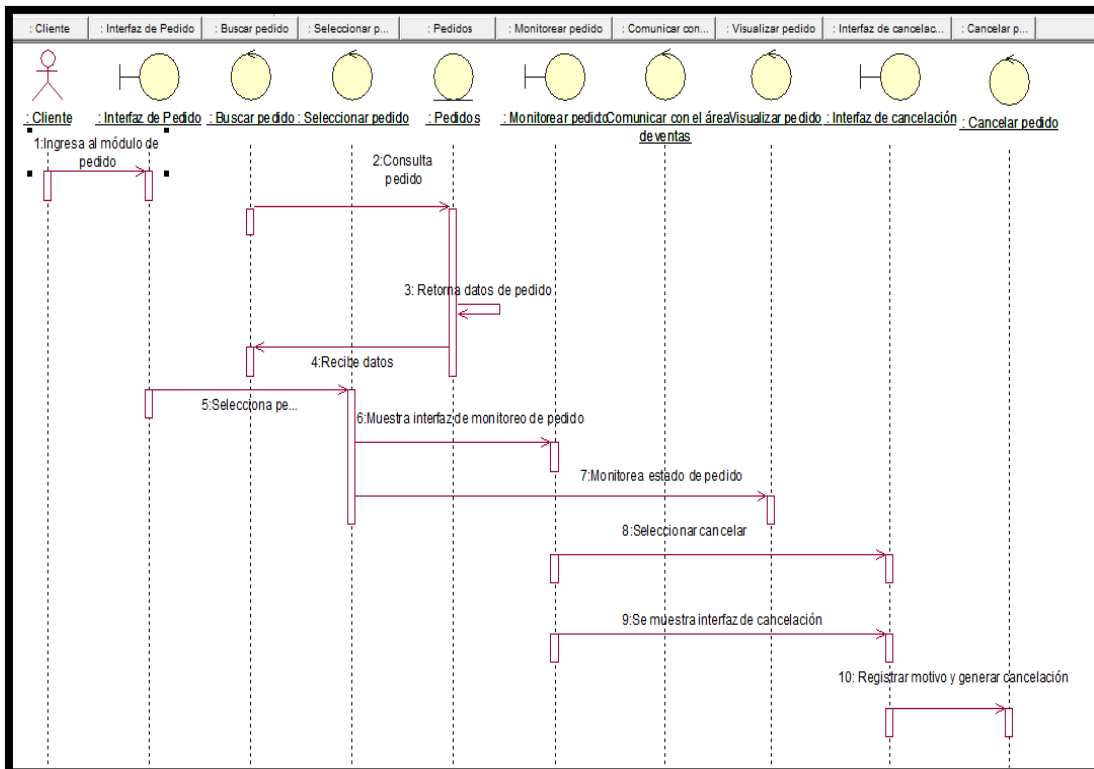 : Cliente
: Interfaz de Pedido
: Buscar pedido
: Seleccionar p...
: Pedidos
: Monitorear pedido
: Comunicar con...
: Visualizar pedido
: Interfaz de cancelac...
: Cancelar p...
: Cliente
: Interfaz de Pedido
: Buscar pedido
: Seleccionar pedido
: Pedidos
: Monitorear pedido
Comunicar con el área
de ventas
Visualizar pedido
: Interfaz de cancelación
: Cancelar pedido
1:Ingresa al módulo de
pedido
2:Consulta
pedido
3: Retorna datos de pedido
4:Recibe datos
5:Selecciona pe...
6:Muestra interfaz de monitoreo de pedido
7:Monitorea estado de pedido
8:Seleccionar cancelar
9:Se muestra interfaz de cancelación
10: Registrar motivo y generar cancelación